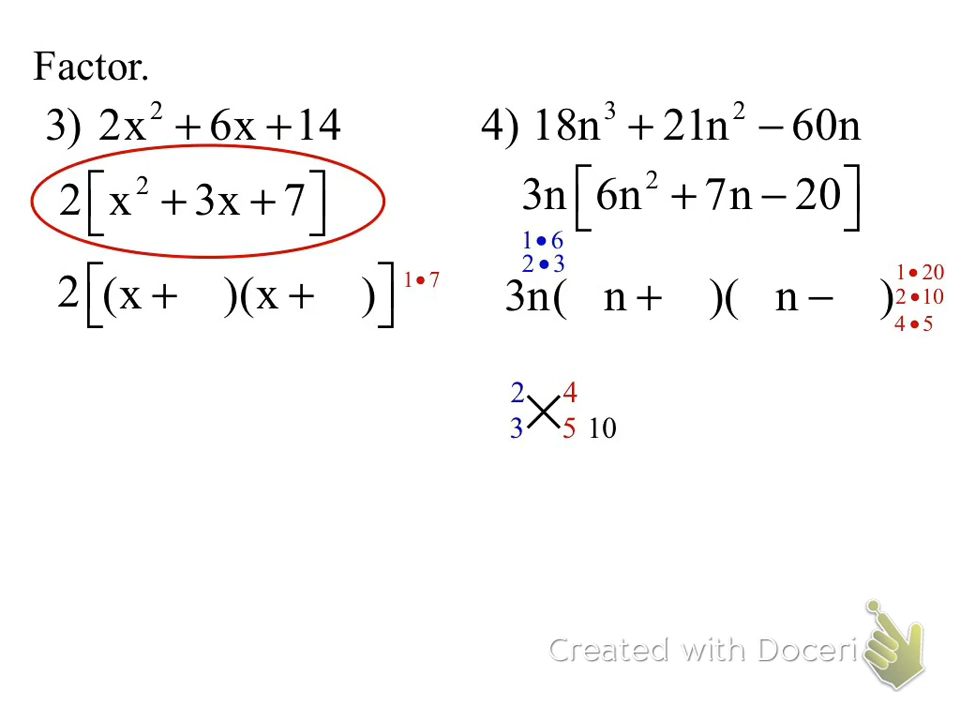 Factor.
3) 2x² + 6x + 14
2[x² + 3x + 7]
2[(x +   )(x +   )] 1•7
4) 18n³ + 21n² − 60n
3n[6n² + 7n − 20]
1•6
2•3
3n(  n +   )(  n −   )
1•20
2•10
4•5
2 4
3 5 10
Created with Doceri